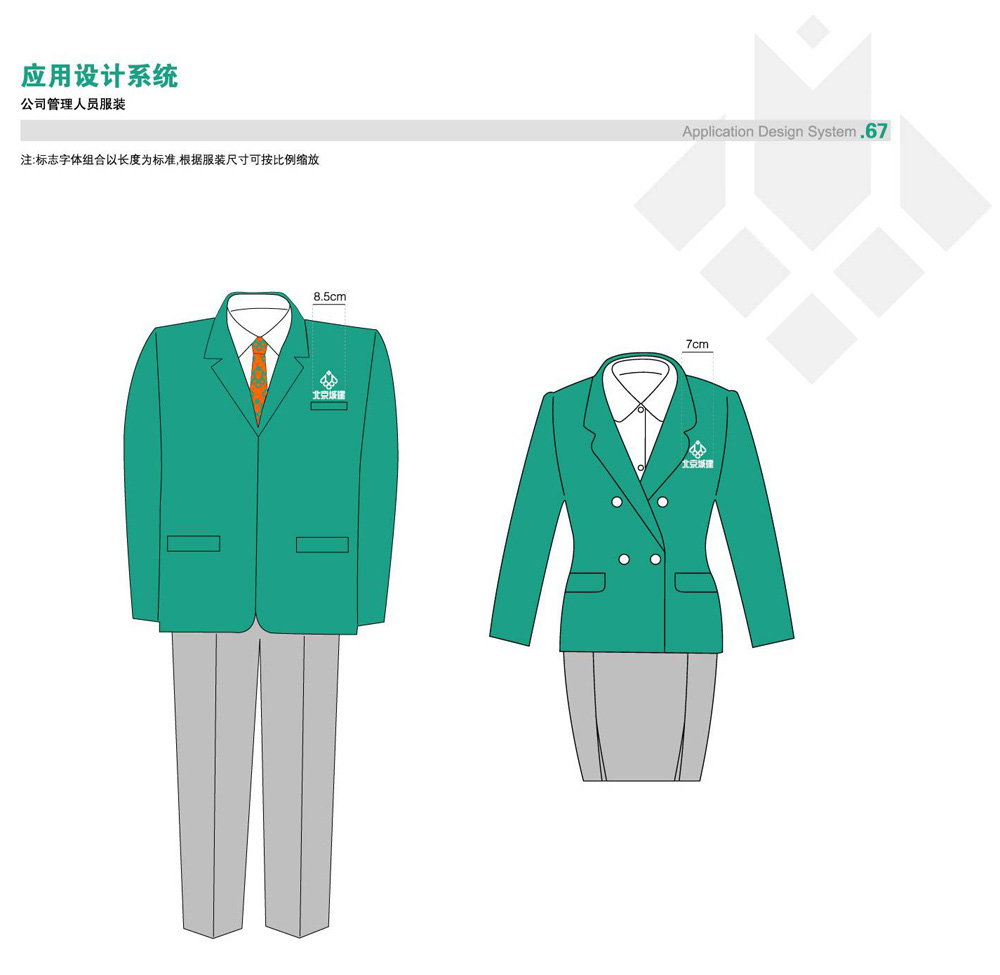 应用设计系统
公司管理人员服装
Application Design System .67
注:标志字体组合以长度为标准,根据服装尺寸可按比例缩放
8.5cm
7cm
北京城建
北京城建